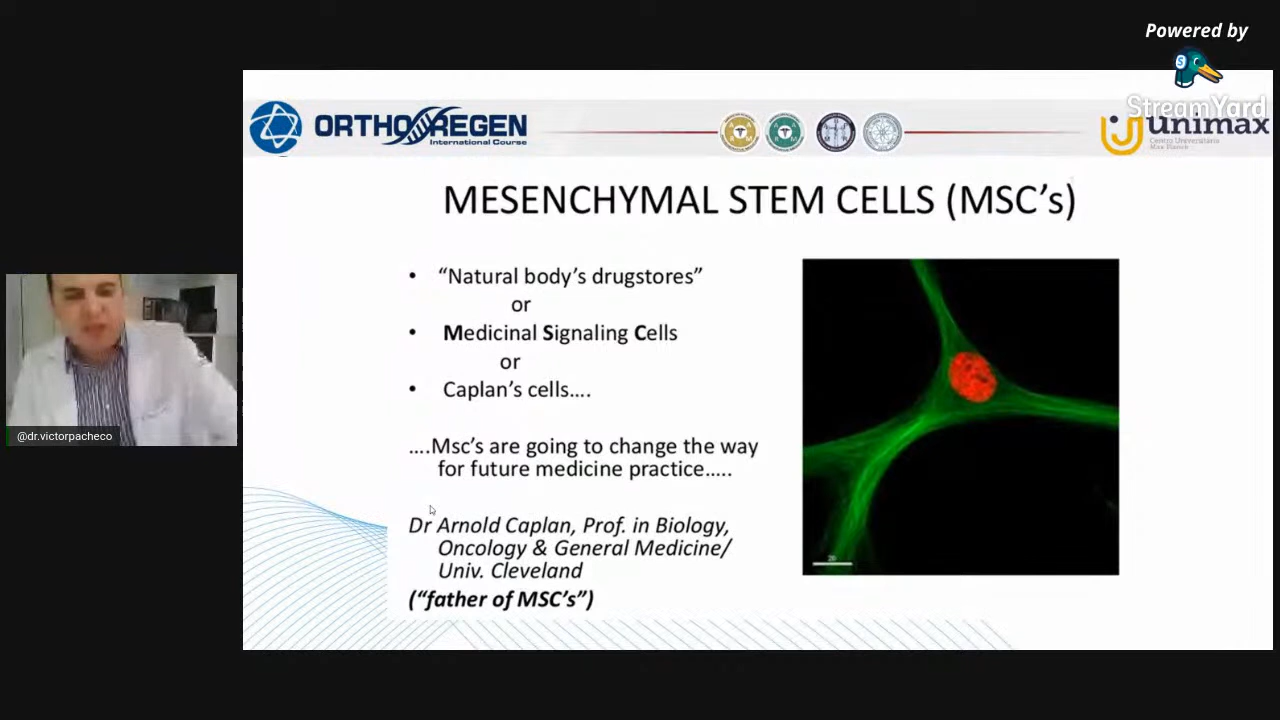 Powered by
StreamYard
ORTHOREGEN
International Course
unimax
Centro Universitário
Max Planck
MESENCHYMAL STEM CELLS (MSC’s)
• “Natural body’s drugstores”
or
• Medicinal Signaling Cells
or
• Caplan’s cells….
….Msc’s are going to change the way
for future medicine practice…..
Dr Arnold Caplan, Prof. in Biology,
Oncology & General Medicine/
Univ. Cleveland
(“father of MSC’s”)
20
@dr.victorpacheco